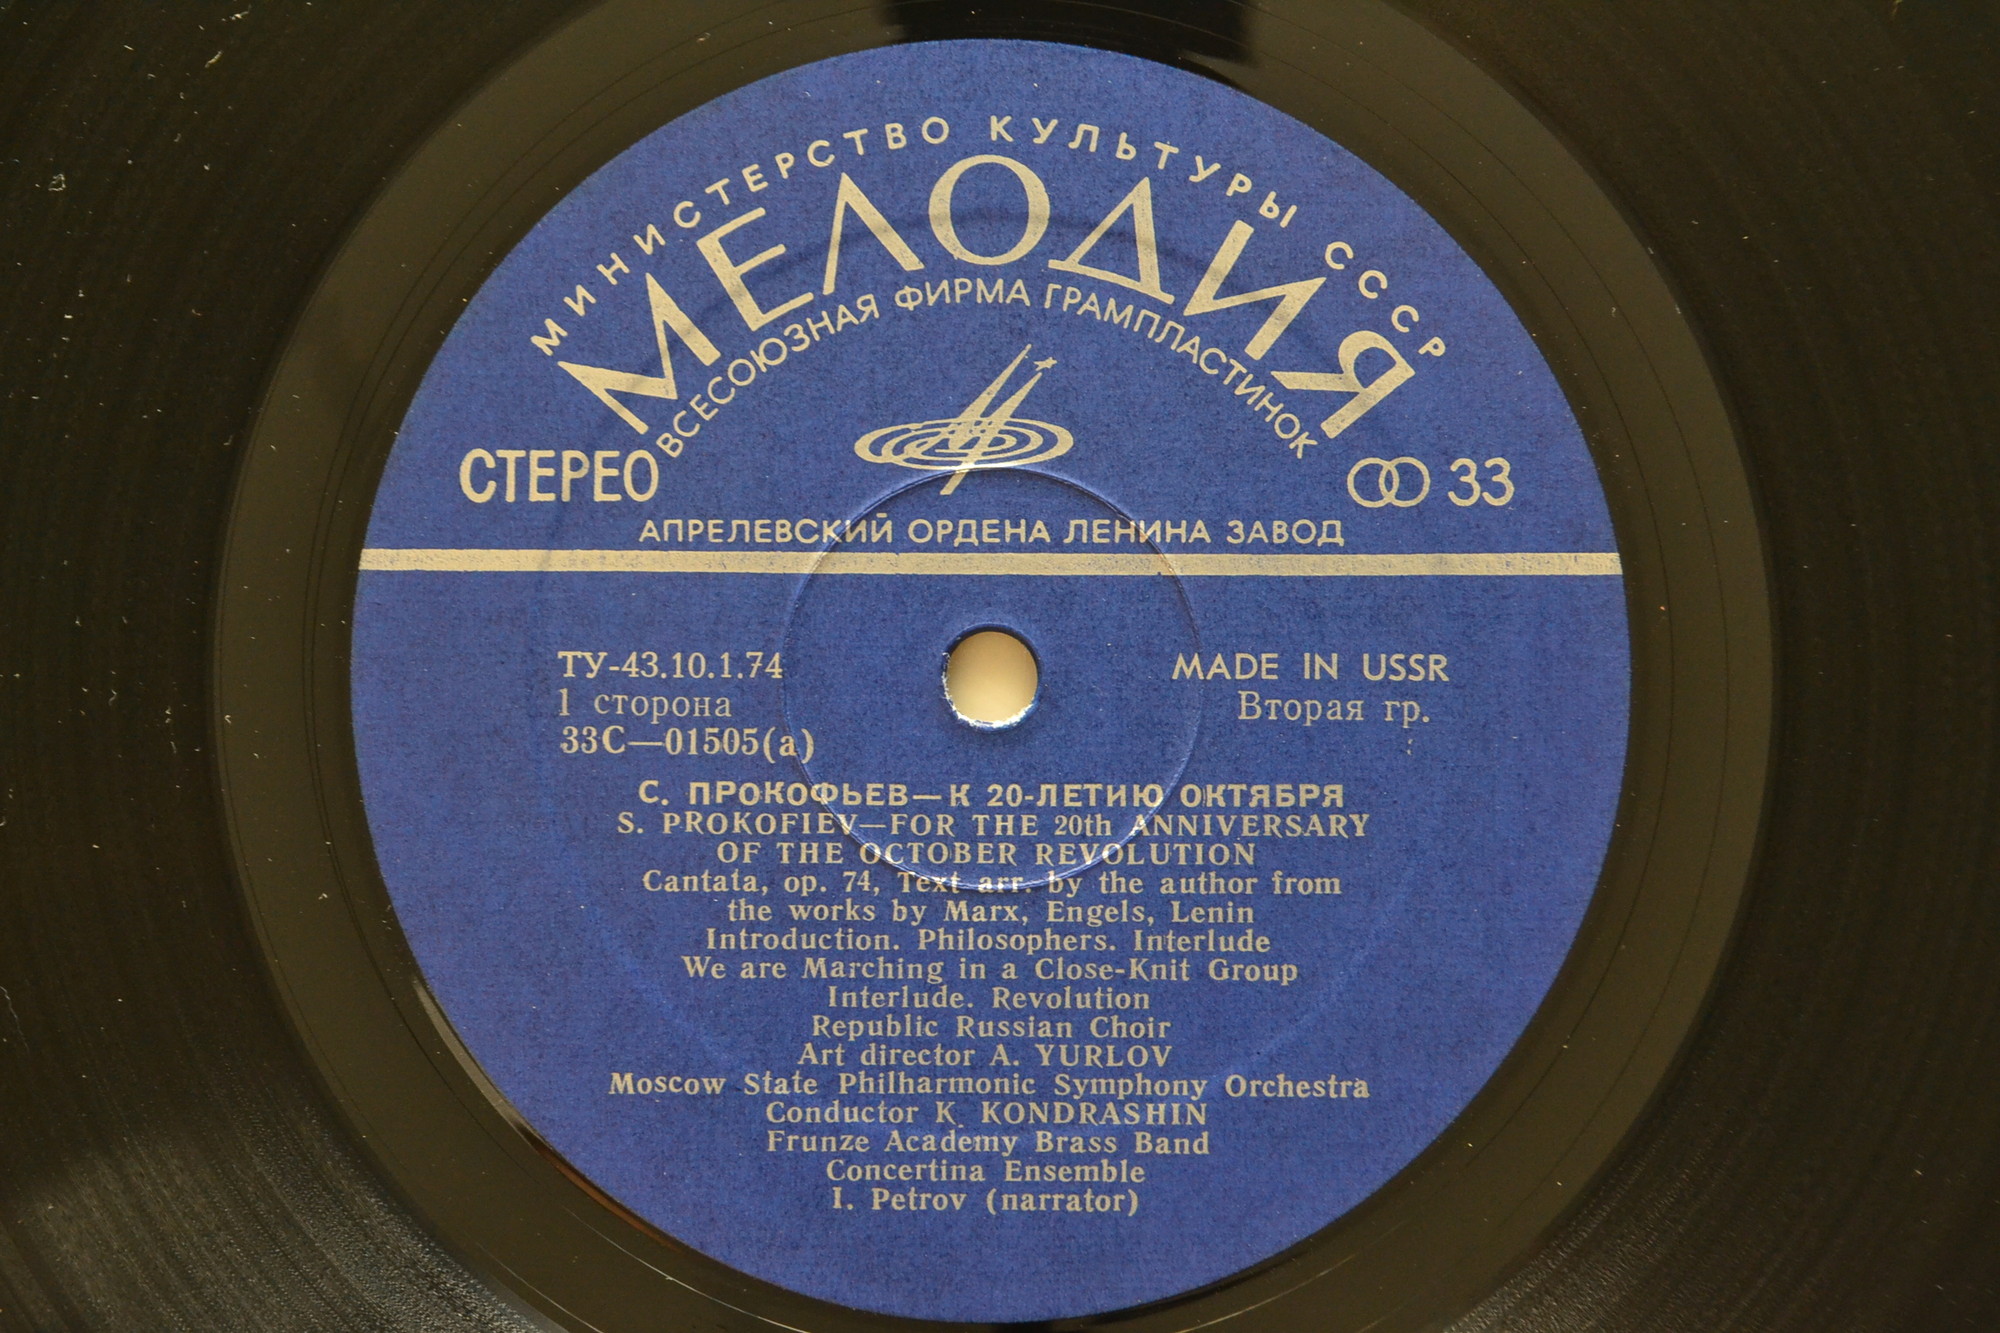 МИНИСТЕРСТВО КУЛЬТУРЫ СССР
МЕЛОДИЯ
ВСЕСОЮЗНАЯ ФИРМА ГРАМПЛАСТИНОК
СТЕРЕО
33
АПРЕЛЕВСКИЙ ОРДЕНА ЛЕНИНА ЗАВОД
ТУ-43.10.1.74
1 сторона
33С—01505(а)
MADE IN USSR
Вторая гр.
С. ПРОКОФЬЕВ—К 20-ЛЕТИЮ ОКТЯБРЯ
S. PROKOFIEV—FOR THE 20th ANNIVERSARY
OF THE OCTOBER REVOLUTION
Cantata, op. 74, Text arr. by the author from
the works by Marx, Engels, Lenin
Introduction. Philosophers. Interlude
We are Marching in a Close-Knit Group
Interlude. Revolution
Republic Russian Choir
Art director A. YURLOV
Moscow State Philharmonic Symphony Orchestra
Conductor K. KONDRASHIN
Frunze Academy Brass Band
Concertina Ensemble
I. Petrov (narrator)